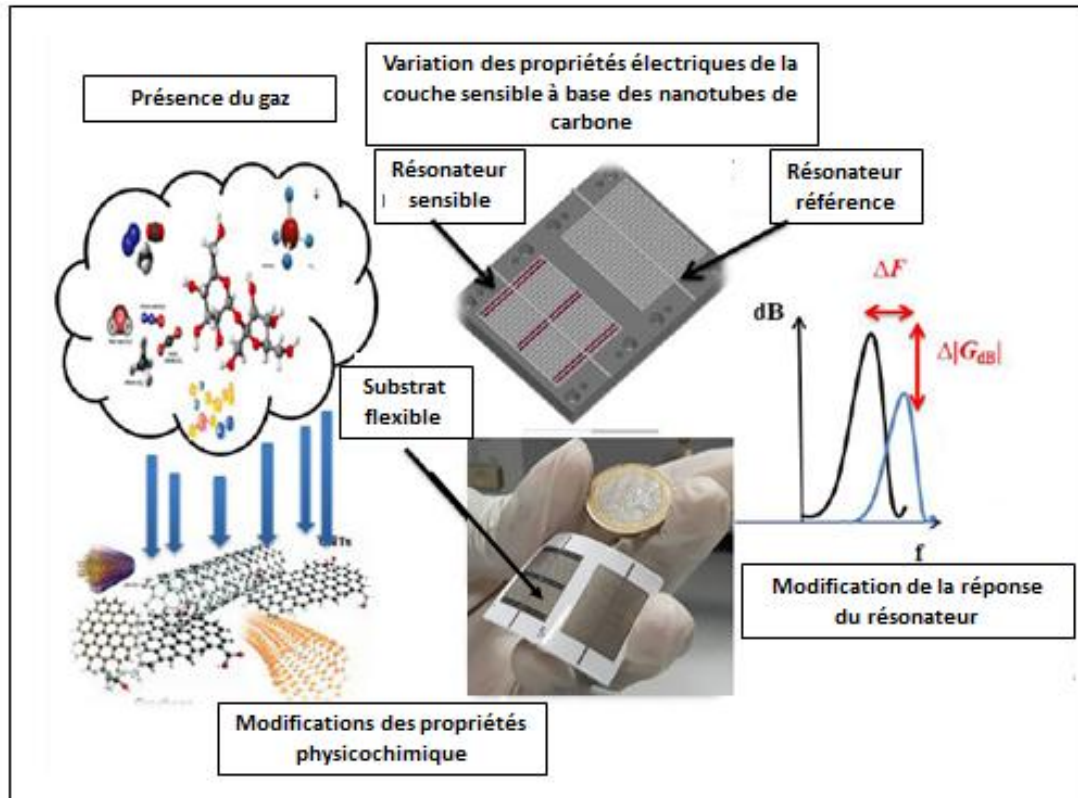 Variation des propriétés électriques de la
couche sensible à base des nanotubes de
carbone
Présence du gaz
Résonateur
sensible
Résonateur
référence
ΔF
dB
Δ|G_dB|
Substrat
flexible
f
Modification de la réponse
du résonateur
Modifications des propriétés
physicochimique